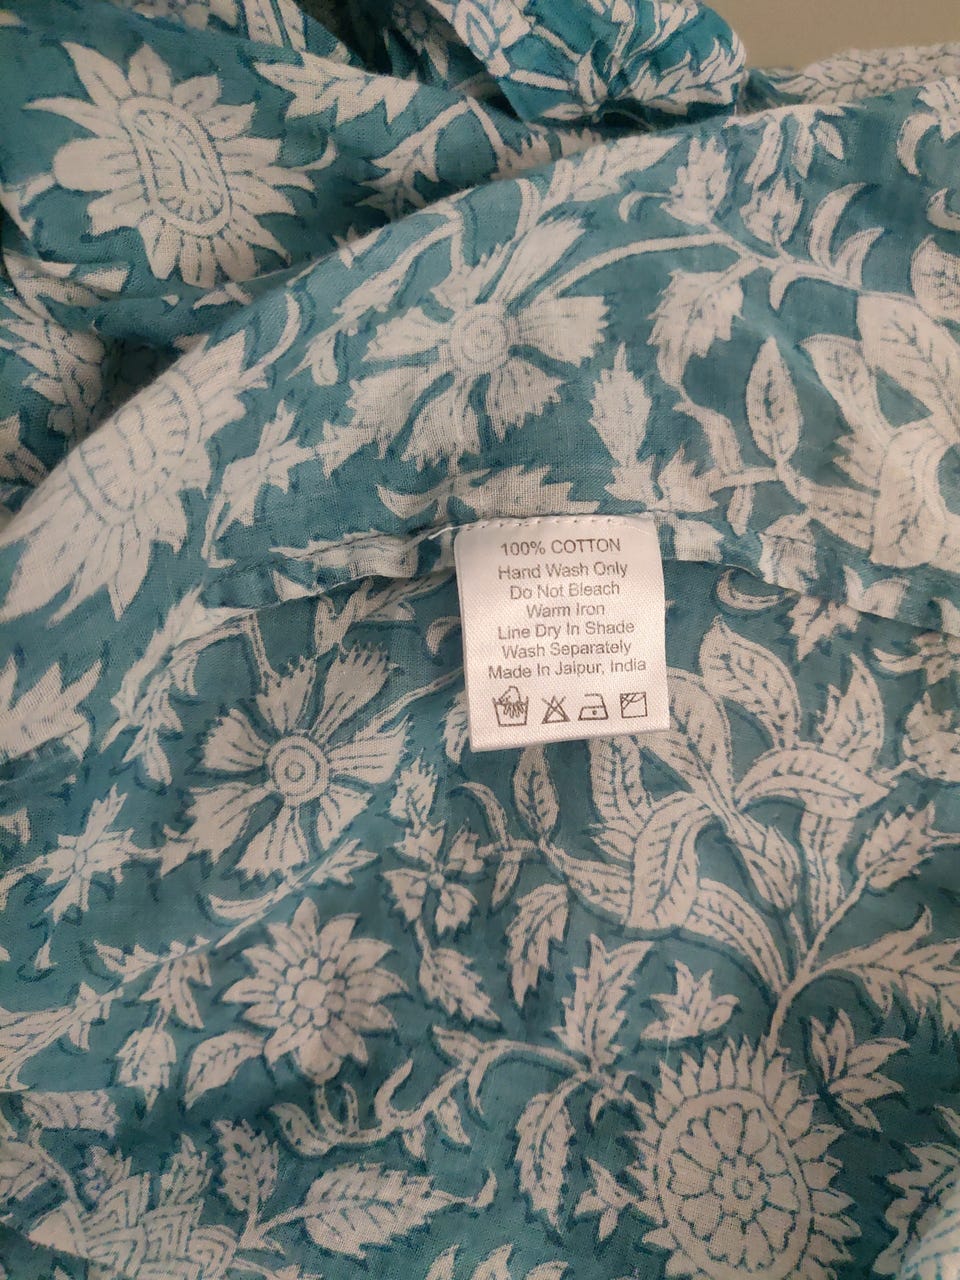 100% COTTON
Hand Wash Only
Do Not Bleach
Warm Iron
Line Dry In Shade
Wash Separately
Made In Jaipur, India